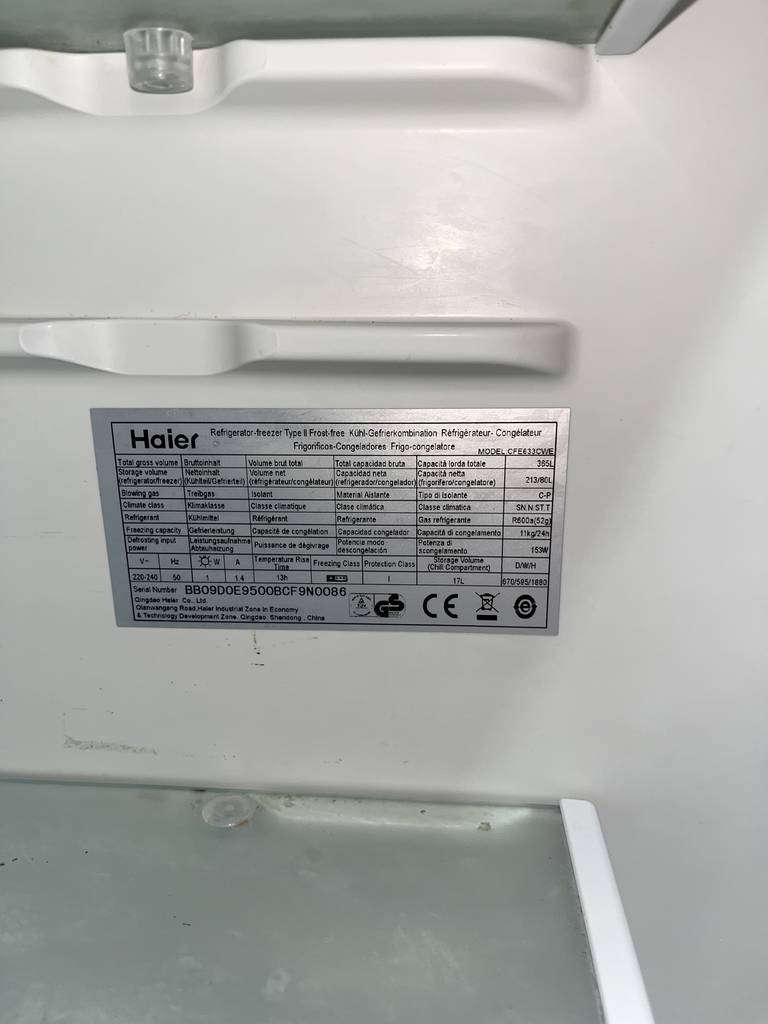 Haier
Refrigerator-freezer Type II Frost-free Kühl-Gefrierkombination Réfrigérateur- Congélateur
Frigoríficos-Congeladores Frigo-congelatore
MODEL CFE633CWE
Total gross volume Bruttoinhalt Volume brut total Total capacidad bruta Capacità lorda totale 365L
Storage volume (refrigerator/freezer) Nettoinhalt (Kühlteil/Gefrierteil) Volume net (réfrigérateur/congélateur) Capacidad neta (refrigerador/congelador) Capacità netta (frigorifero/congelatore) 213/80L
Blowing gas Treibgas Isolant Material Aislante Tipo di isolante C-P
Climate class Klimaklasse Classe climatique Clase climática Classe climatica SN.N.ST.T
Refrigerant Kühlmittel Réfrigérant Refrigerante Gas refrigerante R600a(52g)
Freezing capacity Gefrierleistung Capacité de congélation Capacidad congelador Capacità di congelamento 11kg/24h
Defrosting input power Leistungsaufnahme Abtauheizung Puissance de dégivrage Potencia modo descongelación Potenza di scongelamento 153W
V~ Hz W A Temperature Rise Time Freezing Class Protection Class Storage Volume (Chill Compartment) D/W/H
220-240 50 1 1.4 13h I 17L 670/595/1880
Serial Number BB09D0E9500BCF9N0086
Qingdao Haier Co., Ltd.
Qianwangang Road,Haier Industrial Zone in Economy
& Technology Development Zone, Qingdao, Shandong, China
TÜV GS CE